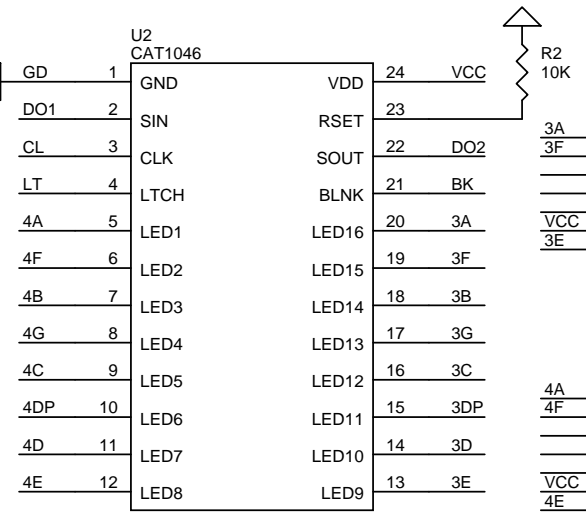 U2
CAT1046
R2
10K
GD 1 GND VDD 24 VCC
DO1 2 SIN RSET 23
CL 3 CLK SOUT 22 DO2
LT 4 LTCH BLNK 21 BK
4A 5 LED1 LED16 20 3A
4F 6 LED2 LED15 19 3F
4B 7 LED3 LED14 18 3B
4G 8 LED4 LED13 17 3G
4C 9 LED5 LED12 16 3C
4DP 10 LED6 LED11 15 3DP
4D 11 LED7 LED10 14 3D
4E 12 LED8 LED9 13 3E
3A
3F
VCC
3E
4A
4F
VCC
4E